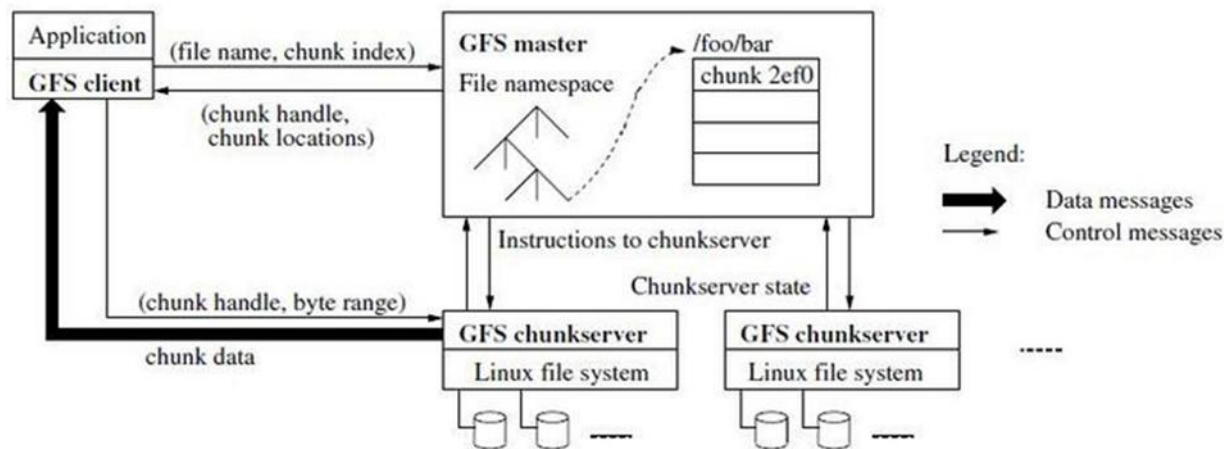 Application
GFS client
(file name, chunk index)
(chunk handle,
chunk locations)
GFS master
File namespace
/foo/bar
chunk 2ef0
Legend:
Data messages
Control messages
Instructions to chunkserver
Chunkserver state
(chunk handle, byte range)
chunk data
GFS chunkserver
Linux file system
GFS chunkserver
Linux file system